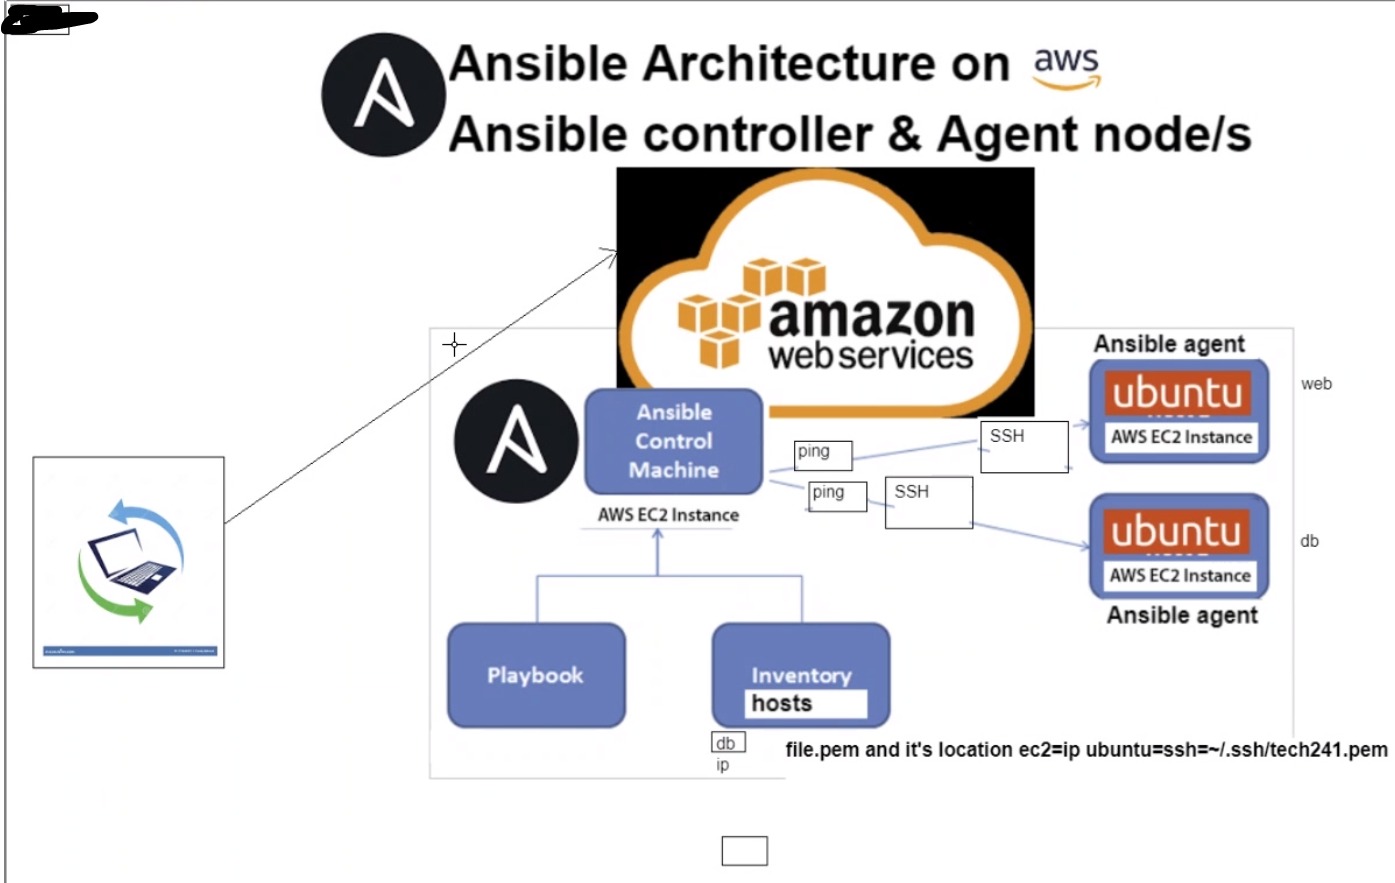 Ansible Architecture on aws
Ansible controller & Agent node/s
amazon
web services
Ansible agent
ubuntu
AWS EC2 Instance
web
Ansible
Control
Machine
AWS EC2 Instance
ping
SSH
ping
SSH
ubuntu
AWS EC2 Instance
db
Ansible agent
Playbook
Inventory
hosts
db
ip
file.pem and it's location ec2=ip ubuntu=ssh=~/.ssh/tech241.pem